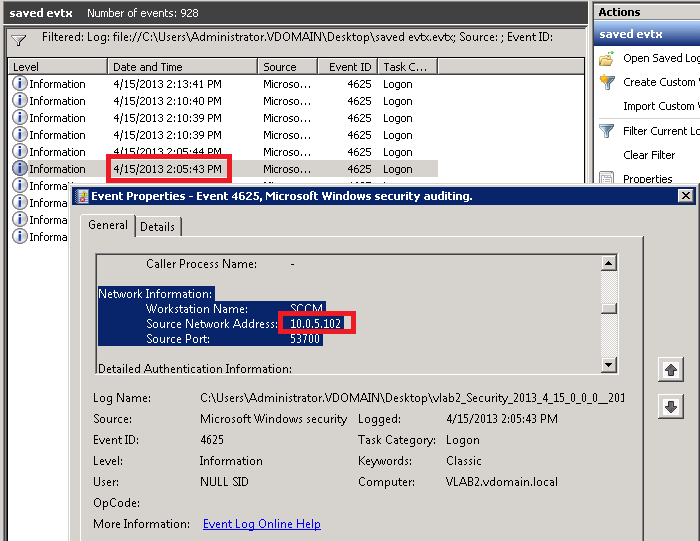 saved evtx Number of events: 928
Filtered: Log: file://C:\Users\Administrator.VDOMAIN\Desktop\saved evtx.evtx; Source: ; Event ID:
Level Date and Time Source Event ID Task C...
Information 4/15/2013 2:13:41 PM Microso... 4625 Logon
Information 4/15/2013 2:10:40 PM Microso... 4625 Logon
Information 4/15/2013 2:10:39 PM Microso... 4625 Logon
Information 4/15/2013 2:10:39 PM Microso... 4625 Logon
Information 4/15/2013 2:05:44 PM Microso... 4625 Logon
Information 4/15/2013 2:05:43 PM Microso... 4625 Logon
Informa
Informa
Informa
Informa
Actions
saved evtx
Open Saved Log
Create Custom
Import Custom
Filter Current Lo
Clear Filter
Properties
Event Properties - Event 4625, Microsoft Windows security auditing.
General Details
Caller Process Name: -
Network Information:
Workstation Name: SCCM
Source Network Address: 10.0.5.102
Source Port: 53700
Detailed Authentication Information:
Log Name: C:\Users\Administrator.VDOMAIN\Desktop\vlab2_Security_2013_4_15_0_0_0__201
Source: Microsoft Windows security Logged: 4/15/2013 2:05:43 PM
Event ID: 4625 Task Category: Logon
Level: Information Keywords: Classic
User: NULL SID Computer: VLAB2.vdomain.local
OpCode:
More Information: Event Log Online Help